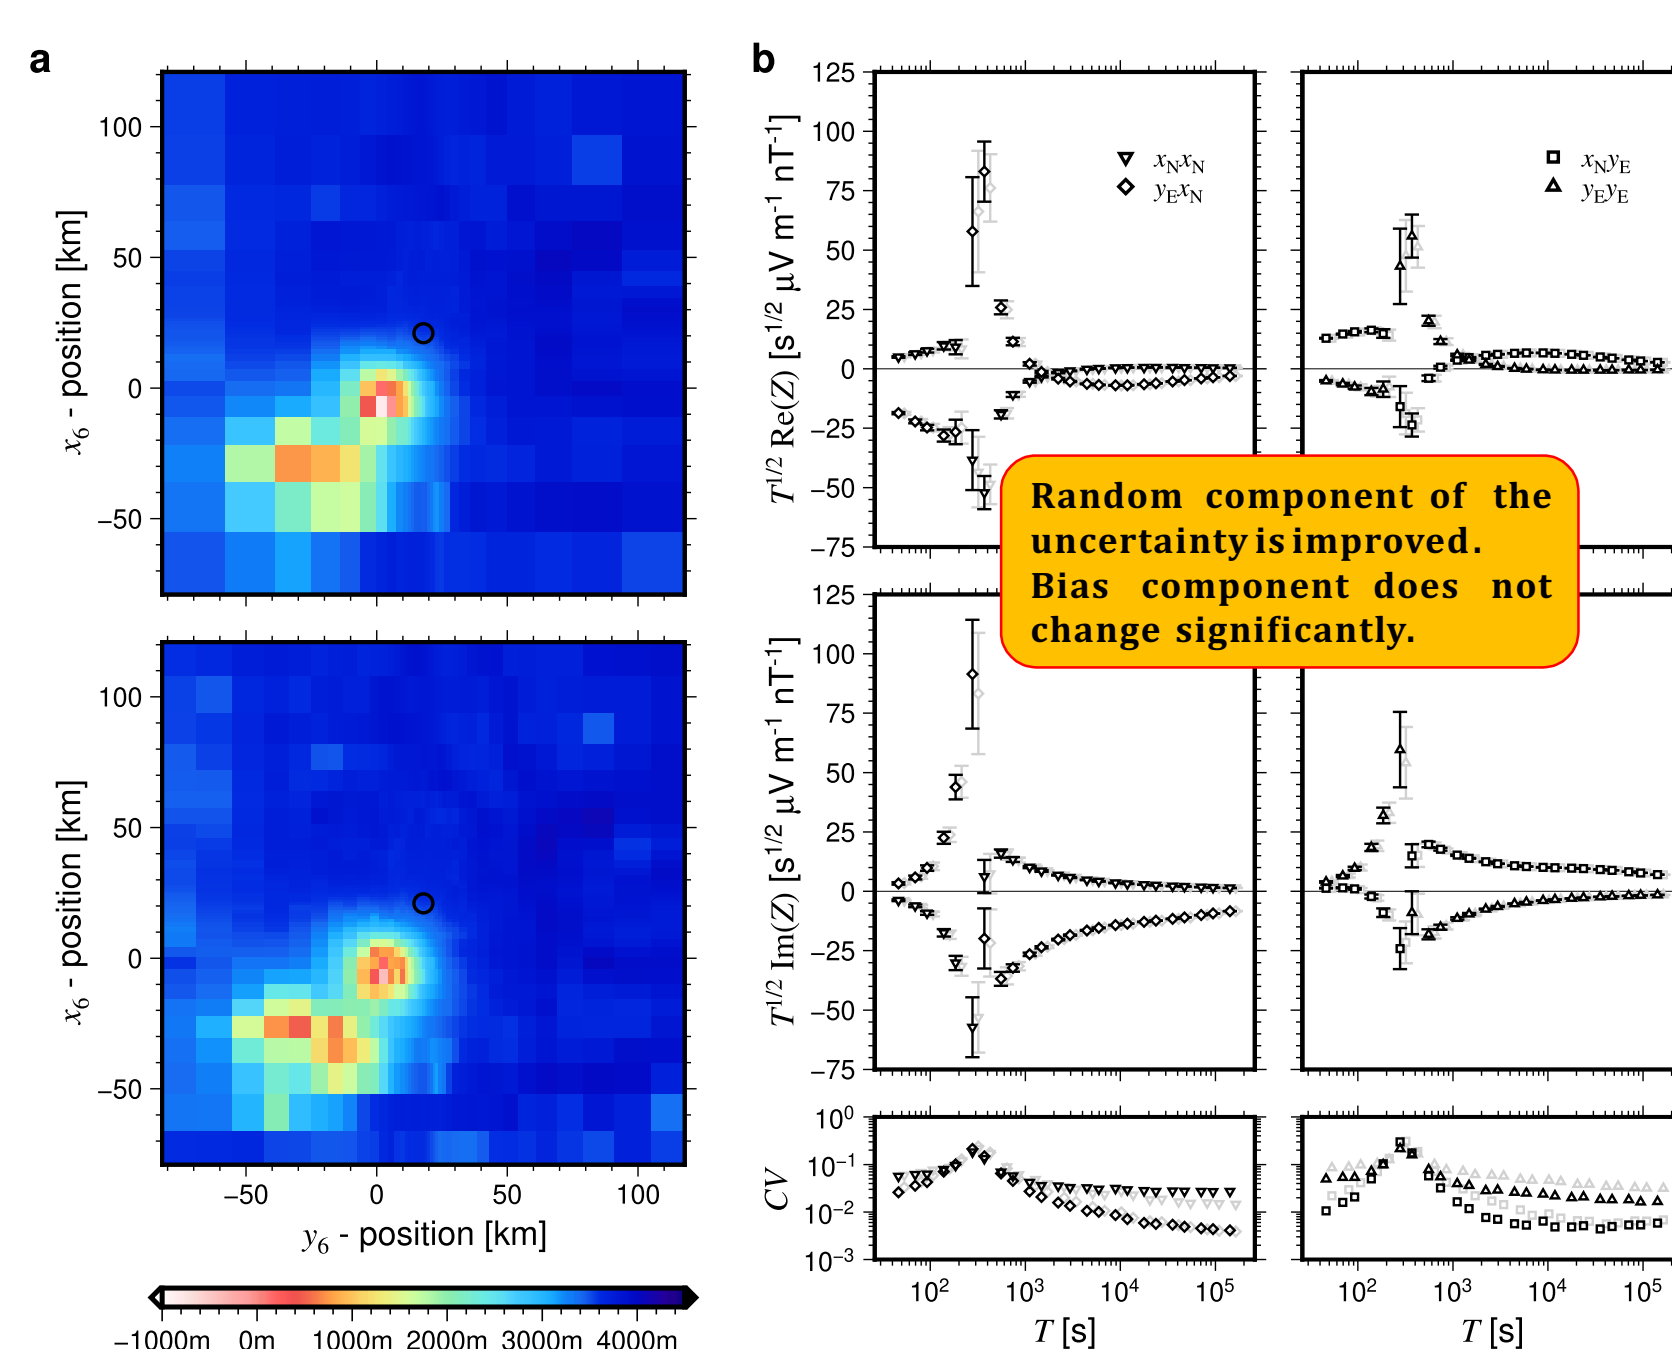 a
100
50
0
−50
x6 - position [km]
100
50
0
−50
x6 - position [km]
−50 0 50 100
y6 - position [km]
−1000m 0m 1000m 2000m 3000m 4000m
b
125
100
75
50
25
0
−25
−50
−75
T1/2 Re(Z) [s1/2 μV m-1 nT-1]
xNxN
yExN
xNyE
yEyE
Random component of the
uncertainty is improved.
Bias component does not
change significantly.
125
100
75
50
25
0
−25
−50
−75
T1/2 Im(Z) [s1/2 μV m-1 nT-1]
100
10−1
10−2
10−3
CV
102 103 104 105
T [s]
102 103 104 105
T [s]